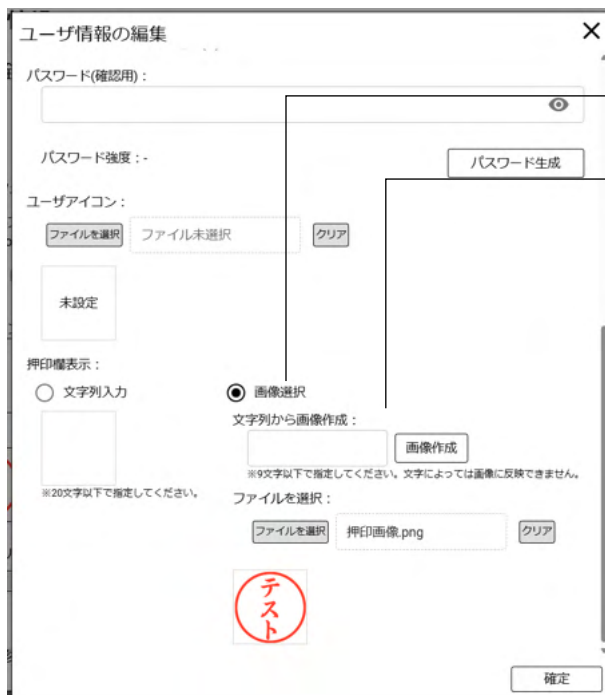 ユーザ情報の編集
パスワード(確認用)：
パスワード強度：-
パスワード生成
ユーザアイコン：
ファイルを選択 ファイル未選択 クリア
未設定
押印欄表示：
文字列入力
※20文字以下で指定してください。
画像選択
文字列から画像作成：
画像作成
※9文字以下で指定してください。文字によっては画像に反映できません。
ファイルを選択：
ファイルを選択 押印画像.png クリア
テスト
確定